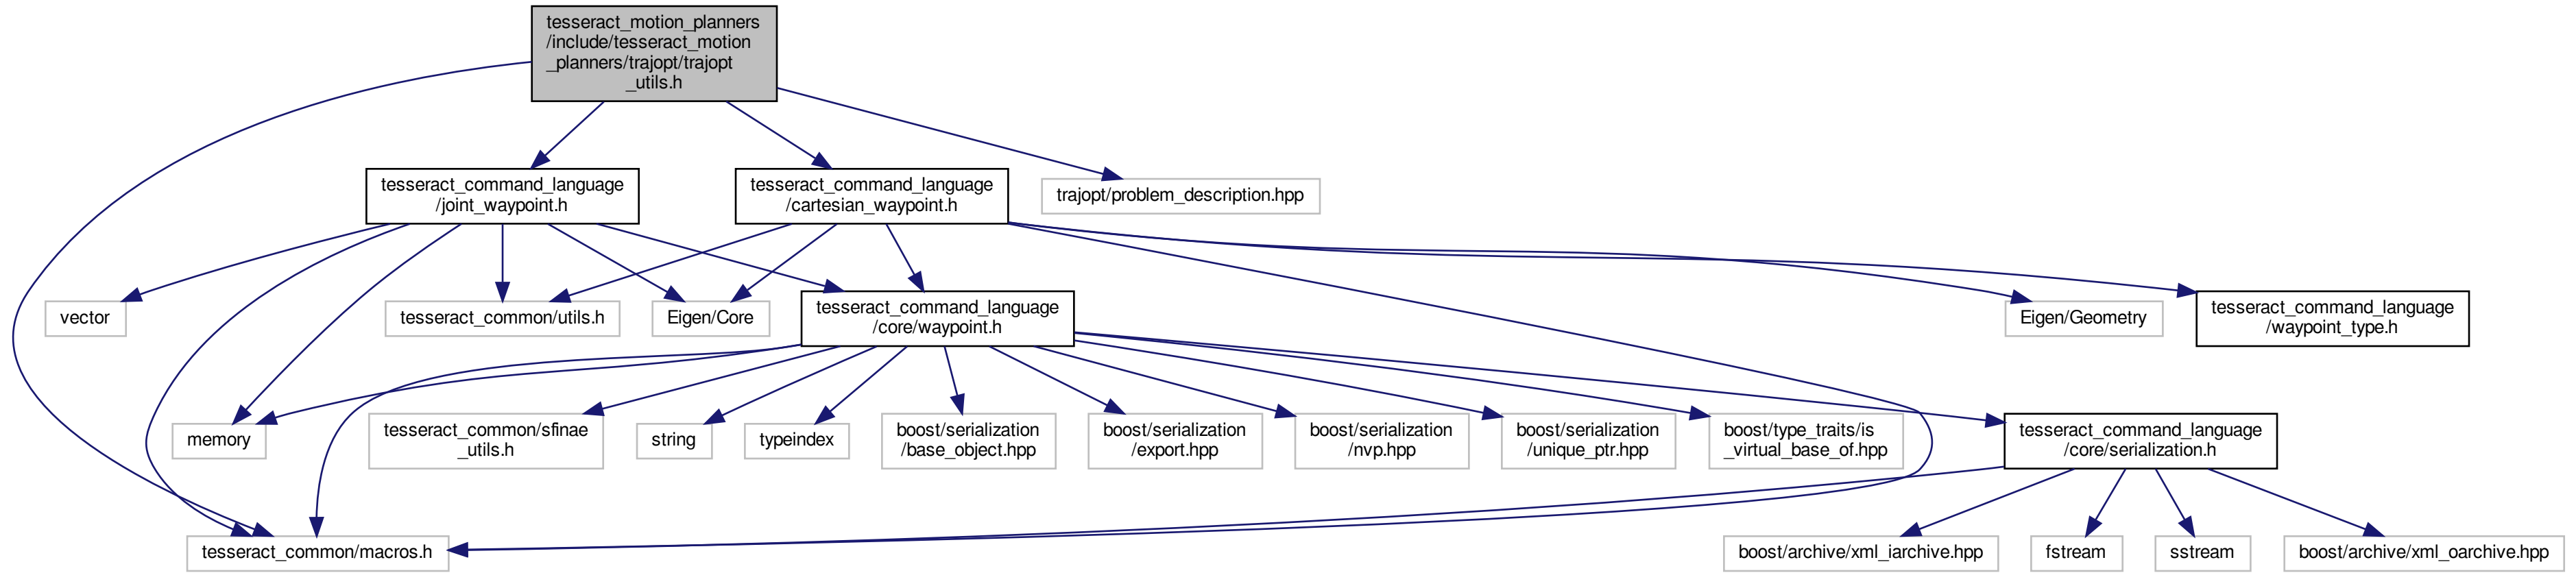 tesseract_motion_planners
/include/tesseract_motion
_planners/trajopt/trajopt
_utils.h
tesseract_command_language
/joint_waypoint.h
tesseract_command_language
/cartesian_waypoint.h
trajopt/problem_description.hpp
vector
tesseract_common/utils.h
Eigen/Core
tesseract_command_language
/core/waypoint.h
Eigen/Geometry
tesseract_command_language
/waypoint_type.h
memory
tesseract_common/sfinae
_utils.h
string
typeindex
boost/serialization
/base_object.hpp
boost/serialization
/export.hpp
boost/serialization
/nvp.hpp
boost/serialization
/unique_ptr.hpp
boost/type_traits/is
_virtual_base_of.hpp
tesseract_command_language
/core/serialization.h
tesseract_common/macros.h
boost/archive/xml_iarchive.hpp
fstream
sstream
boost/archive/xml_oarchive.hpp